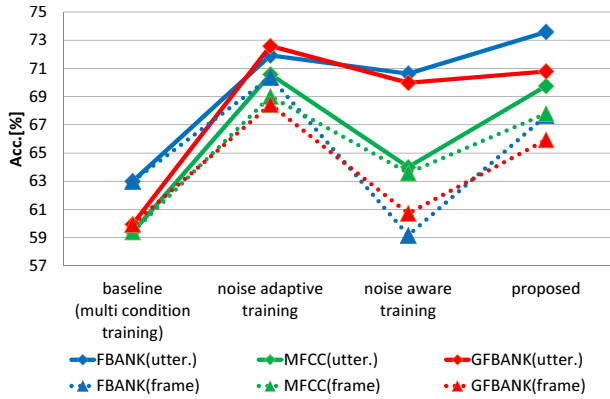 Acc.[%]
75
73
71
69
67
65
63
61
59
57
baseline
(multi condition
training)
noise adaptive
training
noise aware
training
proposed
FBANK(utter.) MFCC(utter.) GFBANK(utter.)
FBANK(frame) MFCC(frame) GFBANK(frame)